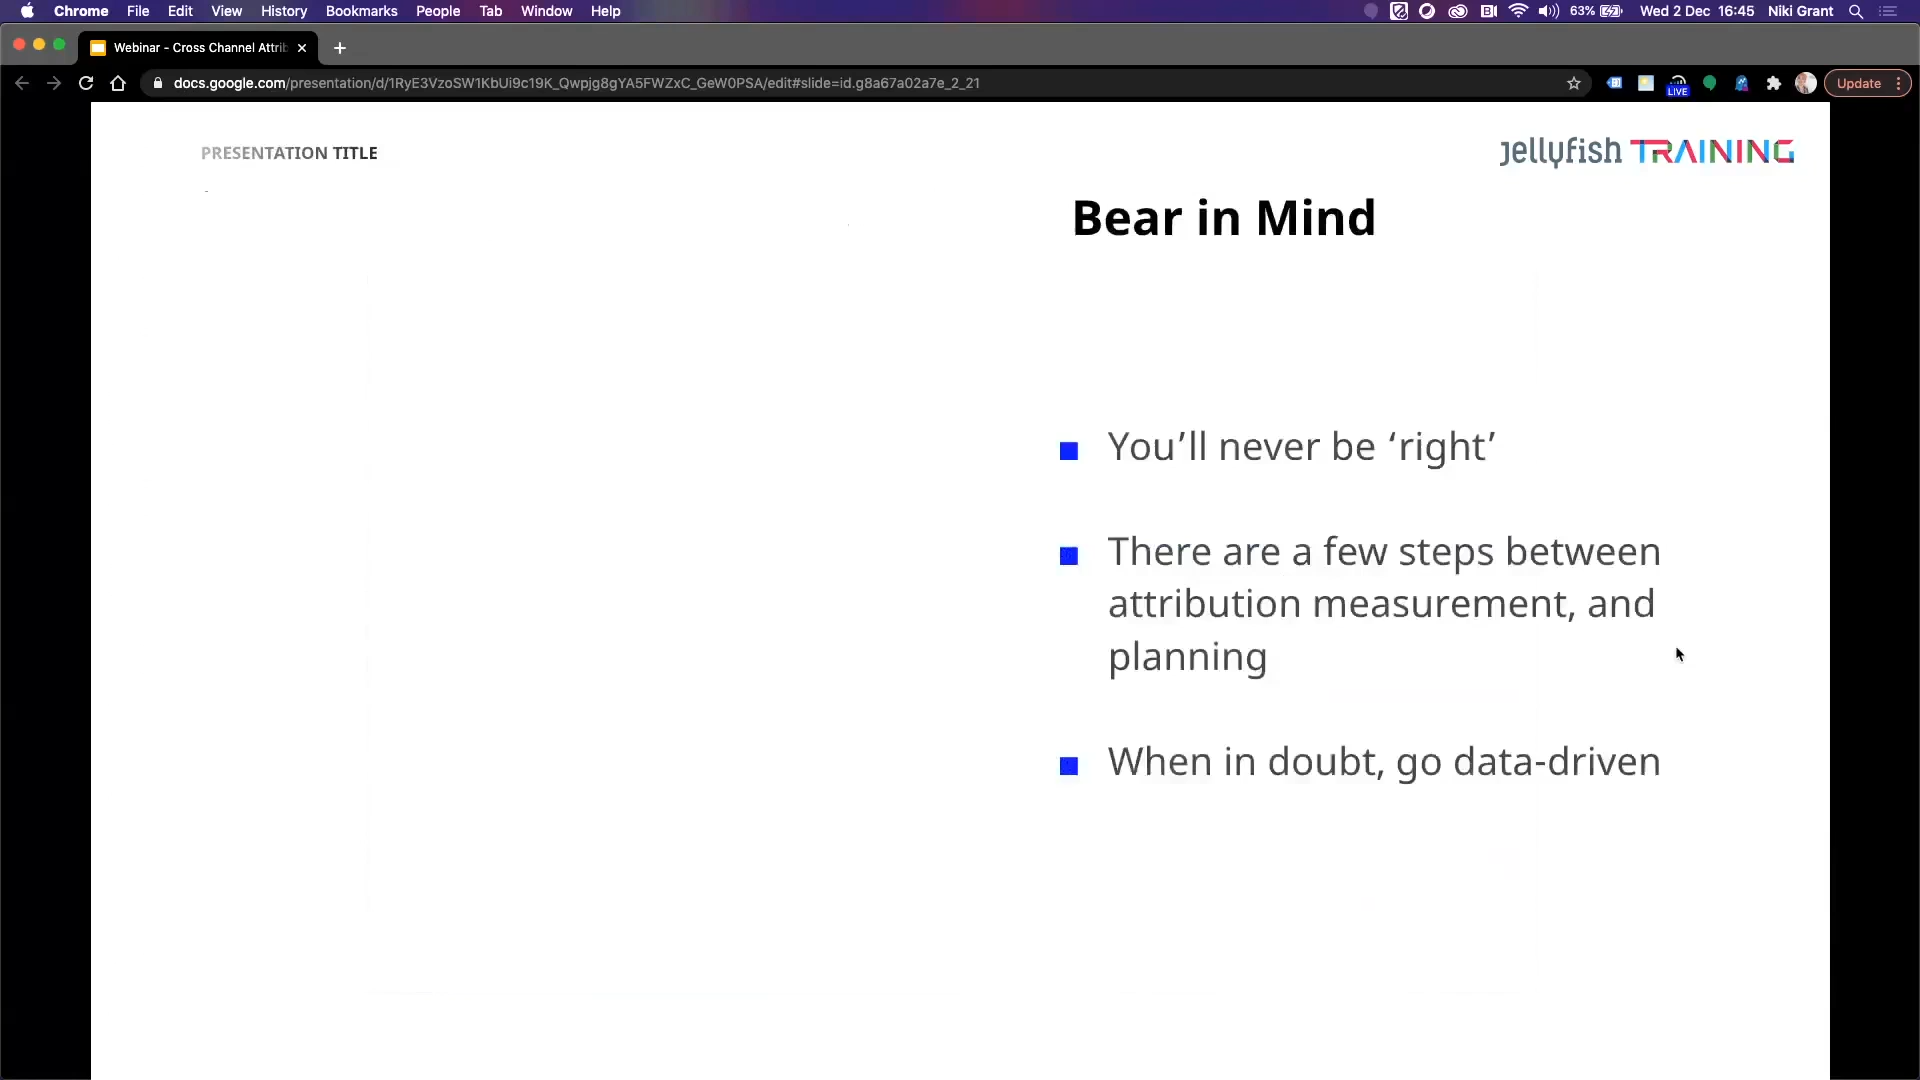 Chrome File Edit View History Bookmarks People Tab Window Help 63% Wed 2 Dec 16:45 Niki Grant
Webinar - Cross Channel Attrib
docs.google.com/presentation/d/1RyE3VzoSW1KbUi9c19K_Qwpjg8gYA5FWZxC_GeW0PSA/edit#slide=id.g8a67a02a7e_2_21 LIVE Update
PRESENTATION TITLE
jellyfish TRAINING
Bear in Mind
You’ll never be ‘right’
There are a few steps between
attribution measurement, and
planning
When in doubt, go data-driven